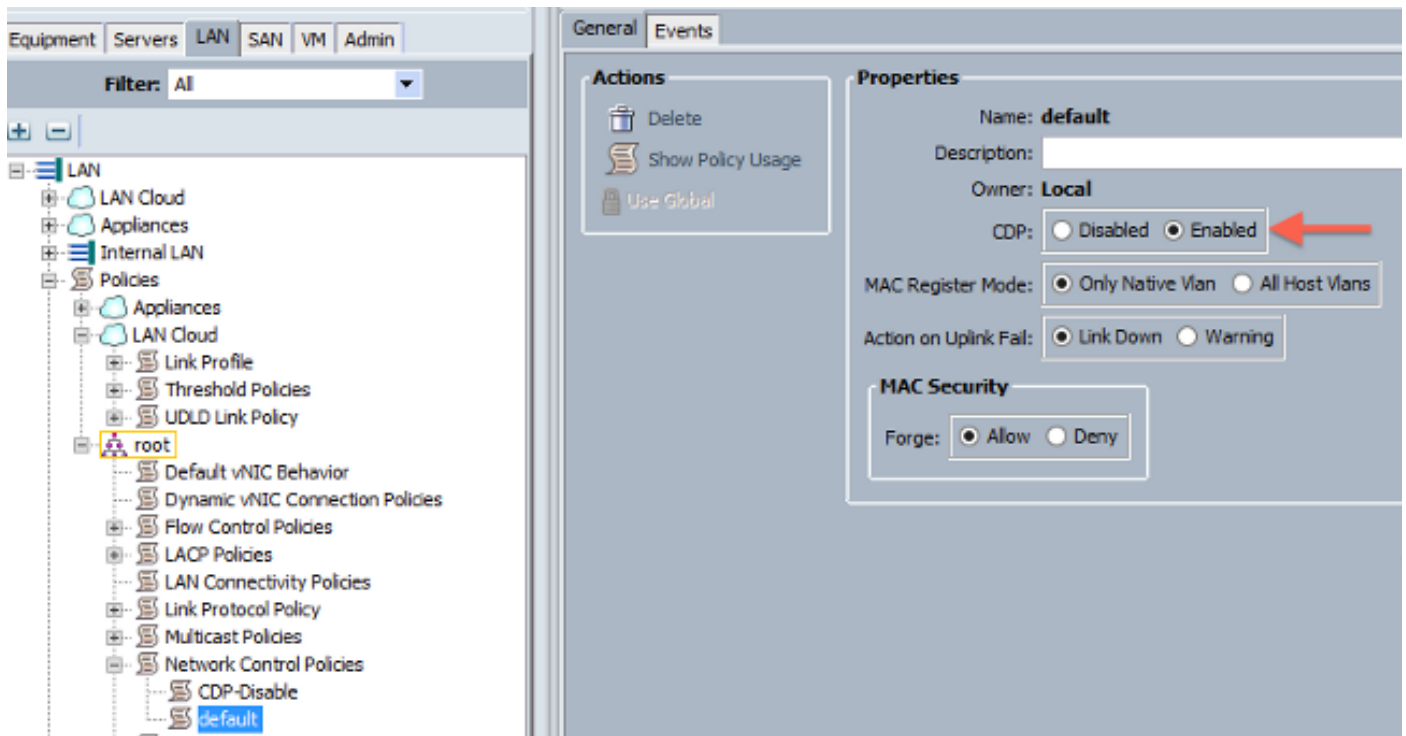 Equipment Servers LAN SAN VM Admin
Filter: All
LAN
LAN Cloud
Appliances
Internal LAN
Policies
Appliances
LAN Cloud
Link Profile
Threshold Policies
UDLD Link Policy
root
Default vNIC Behavior
Dynamic vNIC Connection Policies
Flow Control Policies
LACP Policies
LAN Connectivity Policies
Link Protocol Policy
Multicast Policies
Network Control Policies
CDP-Disable
default
General Events
Actions
Delete
Show Policy Usage
Use Global
Properties
Name: default
Description:
Owner: Local
CDP: Disabled Enabled
MAC Register Mode: Only Native Vlan All Host Vlans
Action on Uplink Fail: Link Down Warning
MAC Security
Forge: Allow Deny